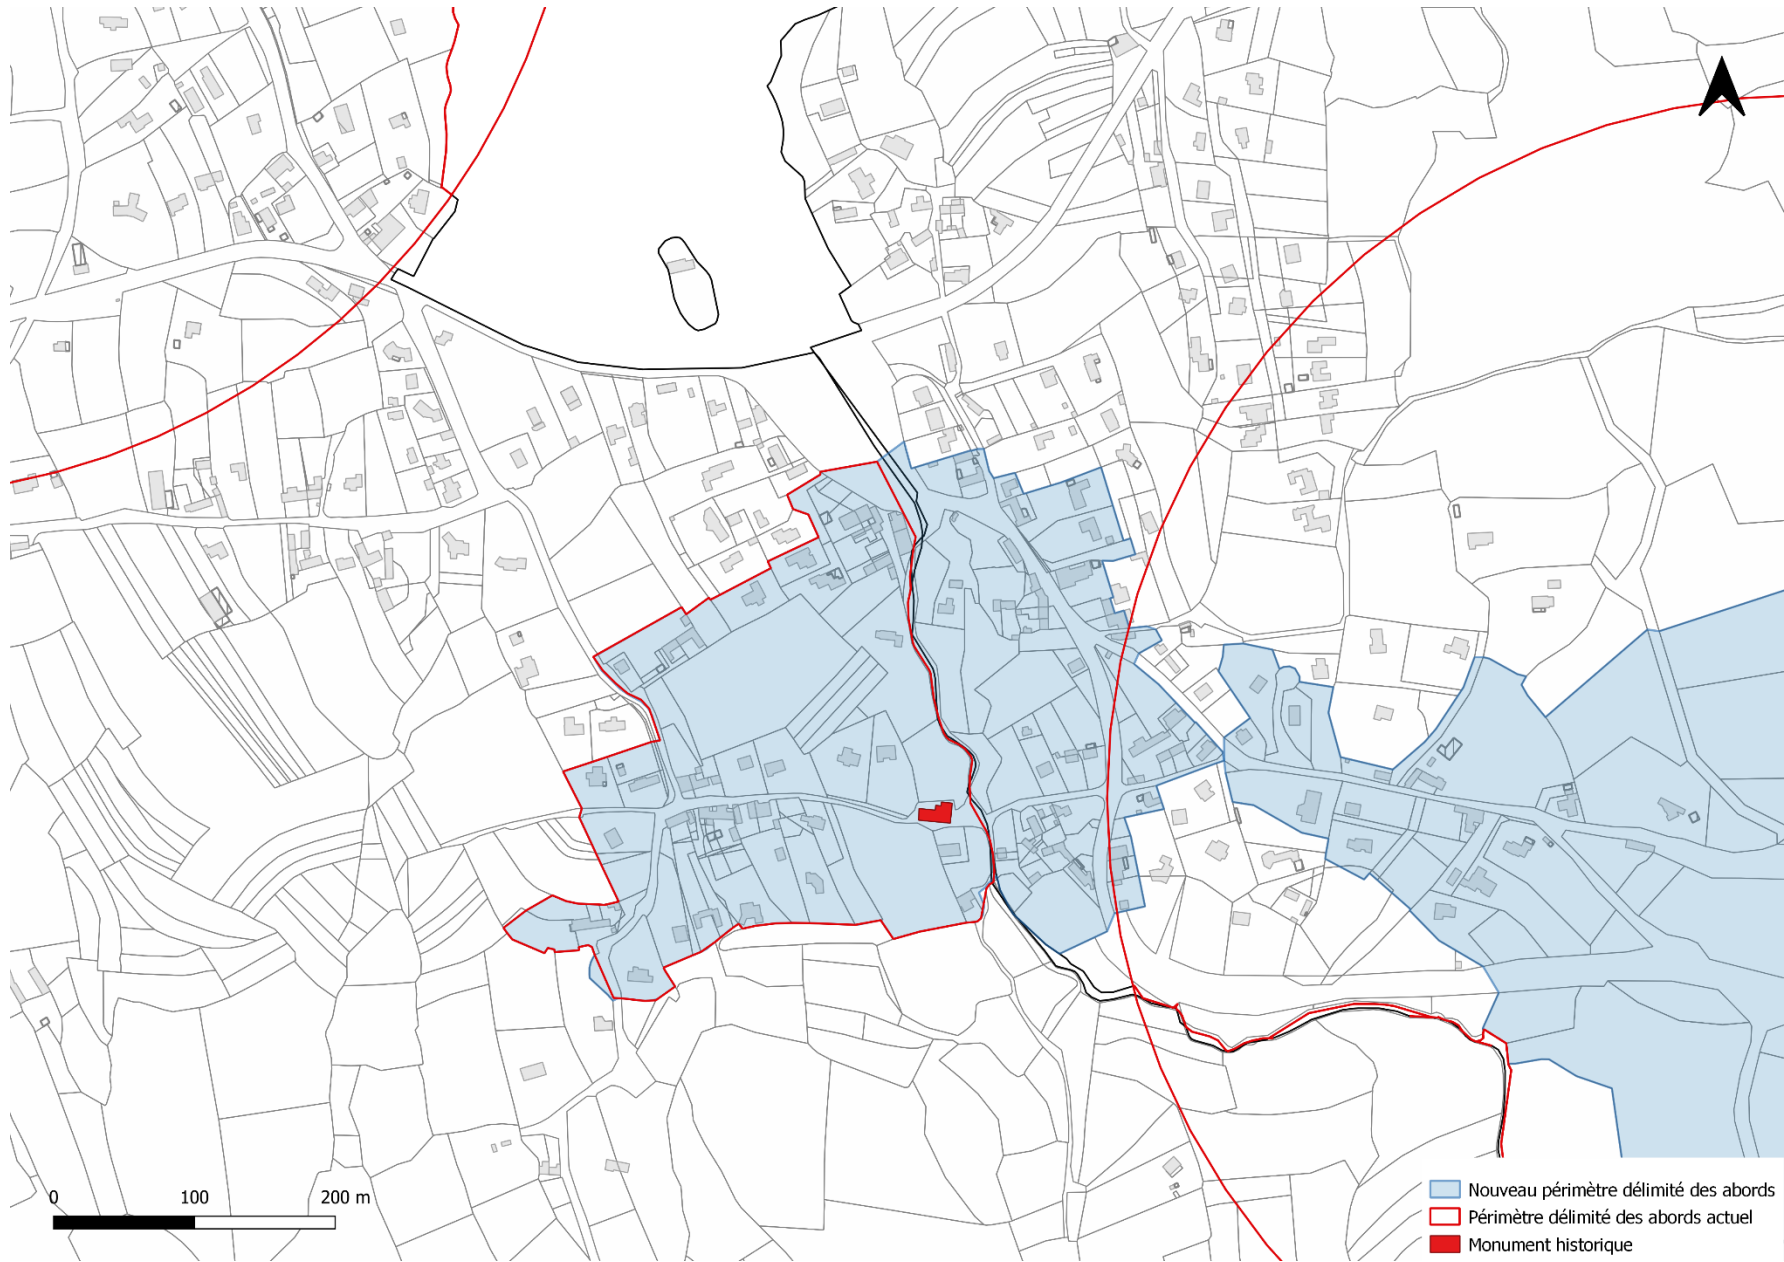 0 100 200 m
Nouveau périmètre délimité des abords
Périmètre délimité des abords actuel
Monument historique